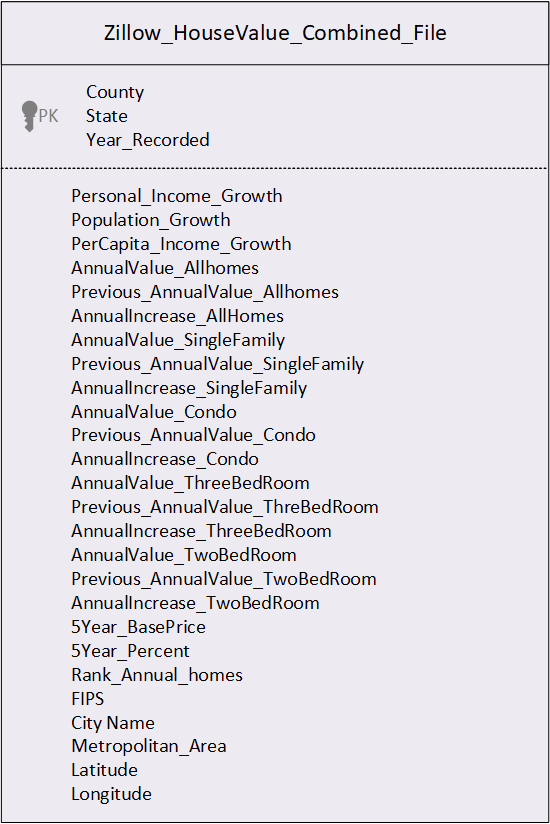 Zillow_HouseValue_Combined_File
County
PK State
Year_Recorded
Personal_Income_Growth
Population_Growth
PerCapita_Income_Growth
AnnualValue_Allhomes
Previous_AnnualValue_Allhomes
AnnualIncrease_AllHomes
AnnualValue_SingleFamily
Previous_AnnualValue_SingleFamily
AnnualIncrease_SingleFamily
AnnualValue_Condo
Previous_AnnualValue_Condo
AnnualIncrease_Condo
AnnualValue_ThreeBedRoom
Previous_AnnualValue_ThreBedRoom
AnnualIncrease_ThreeBedRoom
AnnualValue_TwoBedRoom
Previous_AnnualValue_TwoBedRoom
AnnualIncrease_TwoBedRoom
5Year_BasePrice
5Year_Percent
Rank_Annual_homes
FIPS
City Name
Metropolitan_Area
Latitude
Longitude